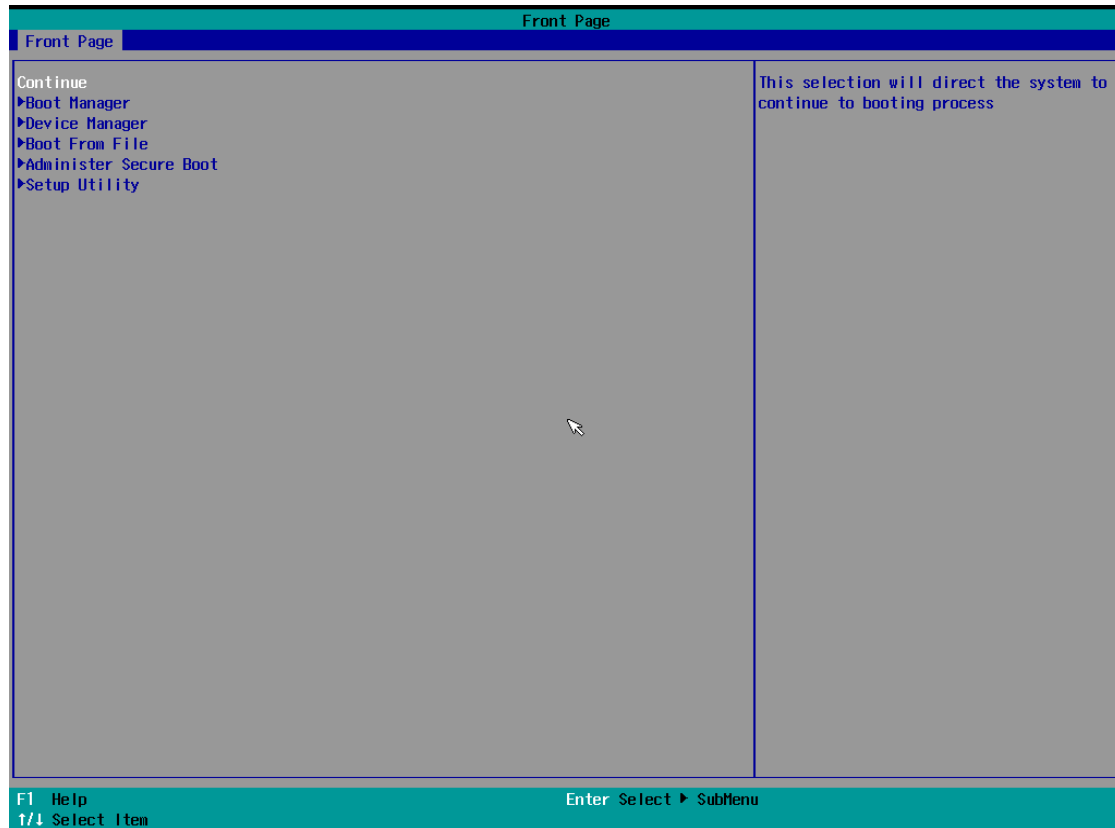 Front Page
Front Page
Continue
▶Boot Manager
▶Device Manager
▶Boot From File
▶Administer Secure Boot
▶Setup Utility
This selection will direct the system to
continue to booting process
F1 Help
Enter Select ▶ SubMenu
↑/↓ Select Item